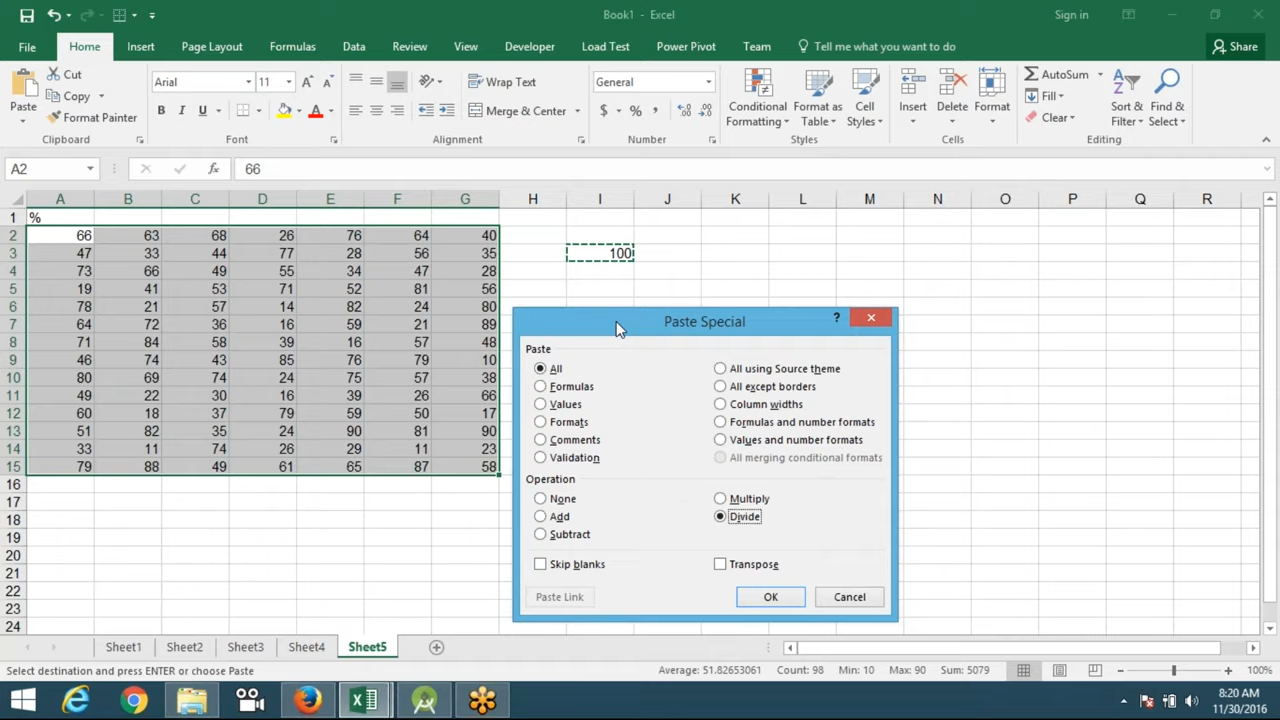 Book1 - Excel
Sign in
File Home Insert Page Layout Formulas Data Review View Developer Load Test Power Pivot Team Tell me what you want to do Share
Paste
Cut
Copy
Format Painter
Clipboard
Arial 11
B I U
Font
Wrap Text
Merge & Center
Alignment
General
$ % ,
Number
Conditional Formatting
Format as Table
Cell Styles
Styles
Insert Delete Format
Cells
AutoSum
Fill
Clear
Sort & Filter
Find & Select
Editing
A2 fx 66
A B C D E F G H I J K L M N O P Q R
1 %
2 66 63 68 26 76 64 40
3 47 33 44 77 28 56 35 100
4 73 66 49 55 34 47 28
5 19 41 53 71 52 81 56
6 78 21 57 14 82 24 80
7 64 72 36 16 59 21 89
8 71 84 58 39 16 57 48
9 46 74 43 85 76 79 10
10 80 69 74 24 75 57 38
11 49 22 30 16 39 26 66
12 60 18 37 79 59 50 17
13 51 82 35 24 90 81 90
14 33 11 74 26 29 11 23
15 79 88 49 61 65 87 58
16
17
18
19
20
21
22
23
24
Paste Special ?
Paste
All All using Source theme
Formulas All except borders
Values Column widths
Formats Formulas and number formats
Comments Values and number formats
Validation All merging conditional formats
Operation
None Multiply
Add Divide
Subtract
Skip blanks Transpose
Paste Link OK Cancel
Sheet1 Sheet2 Sheet3 Sheet4 Sheet5
Select destination and press ENTER or choose Paste Average: 51.82653061 Count: 98 Min: 10 Max: 90 Sum: 5079 100%
8:20 AM
11/30/2016